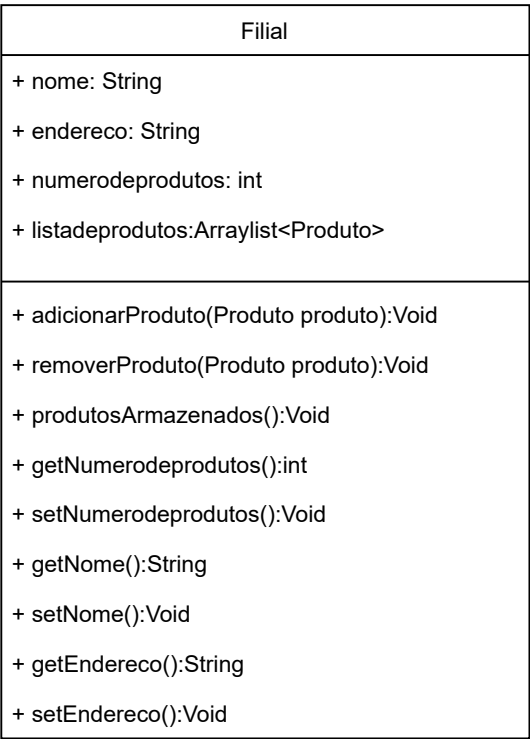 Filial
+ nome: String
+ endereco: String
+ numerodeprodutos: int
+ listadeprodutos:Arraylist<Produto>
+ adicionarProduto(Produto produto):Void
+ removerProduto(Produto produto):Void
+ produtosArmazenados():Void
+ getNumerodeprodutos():int
+ setNumerodeprodutos():Void
+ getNome():String
+ setNome():Void
+ getEndereco():String
+ setEndereco():Void